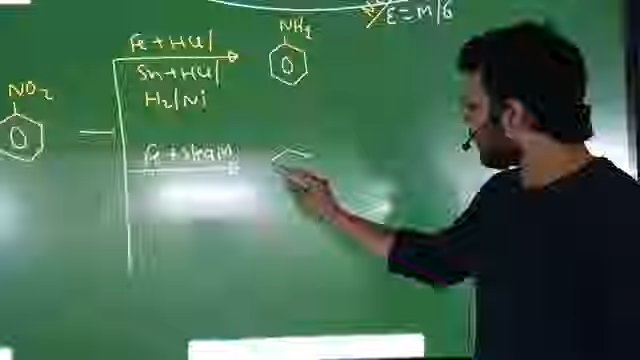 E=M/6
NH2
Fe + HCl
Sn + HCl
H2/Ni
NO2
Fe + steam